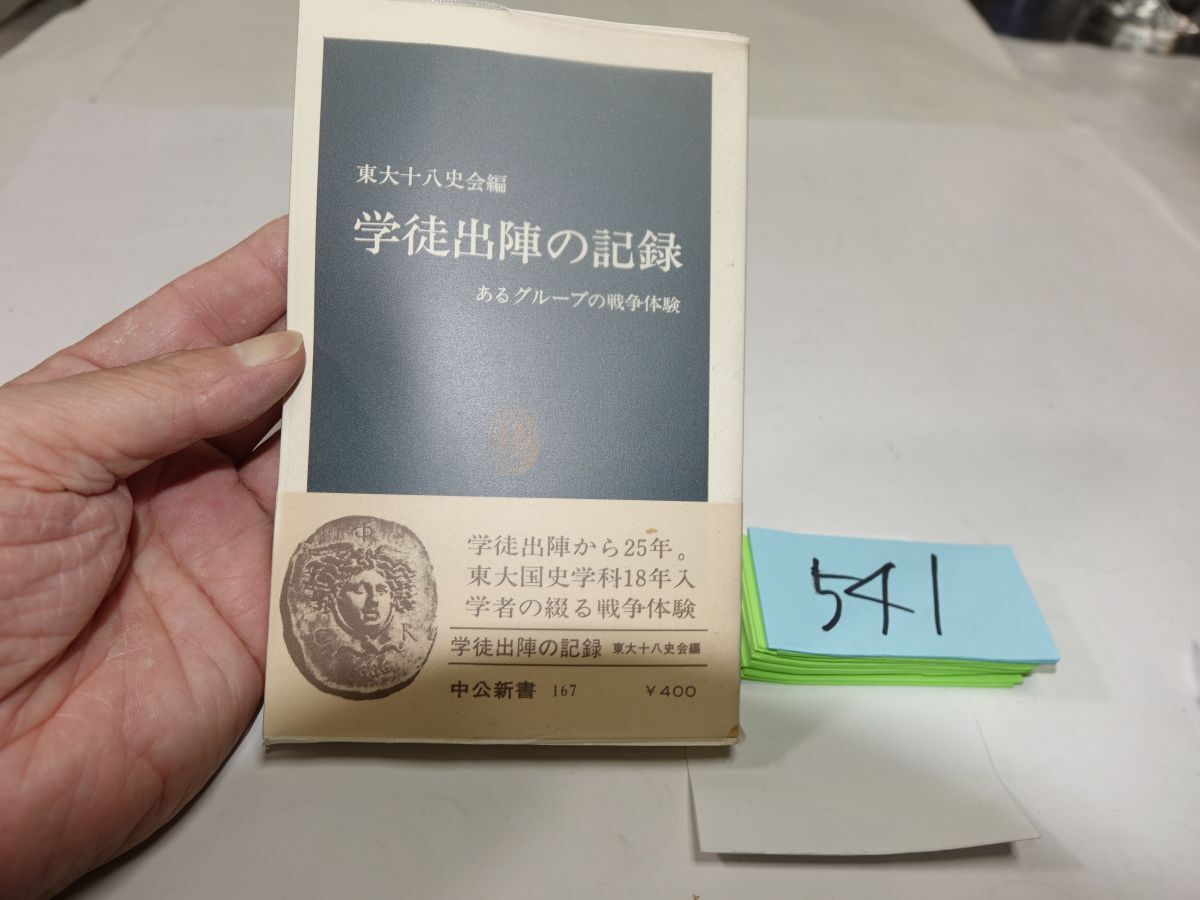 東大十八史会編
学徒出陣の記録
あるグループの戦争体験
学徒出陣から25年。
東大国史学科18年入
学者の綴る戦争体験
学徒出陣の記録 東大十八史会編
中公新書 167 ¥400
541